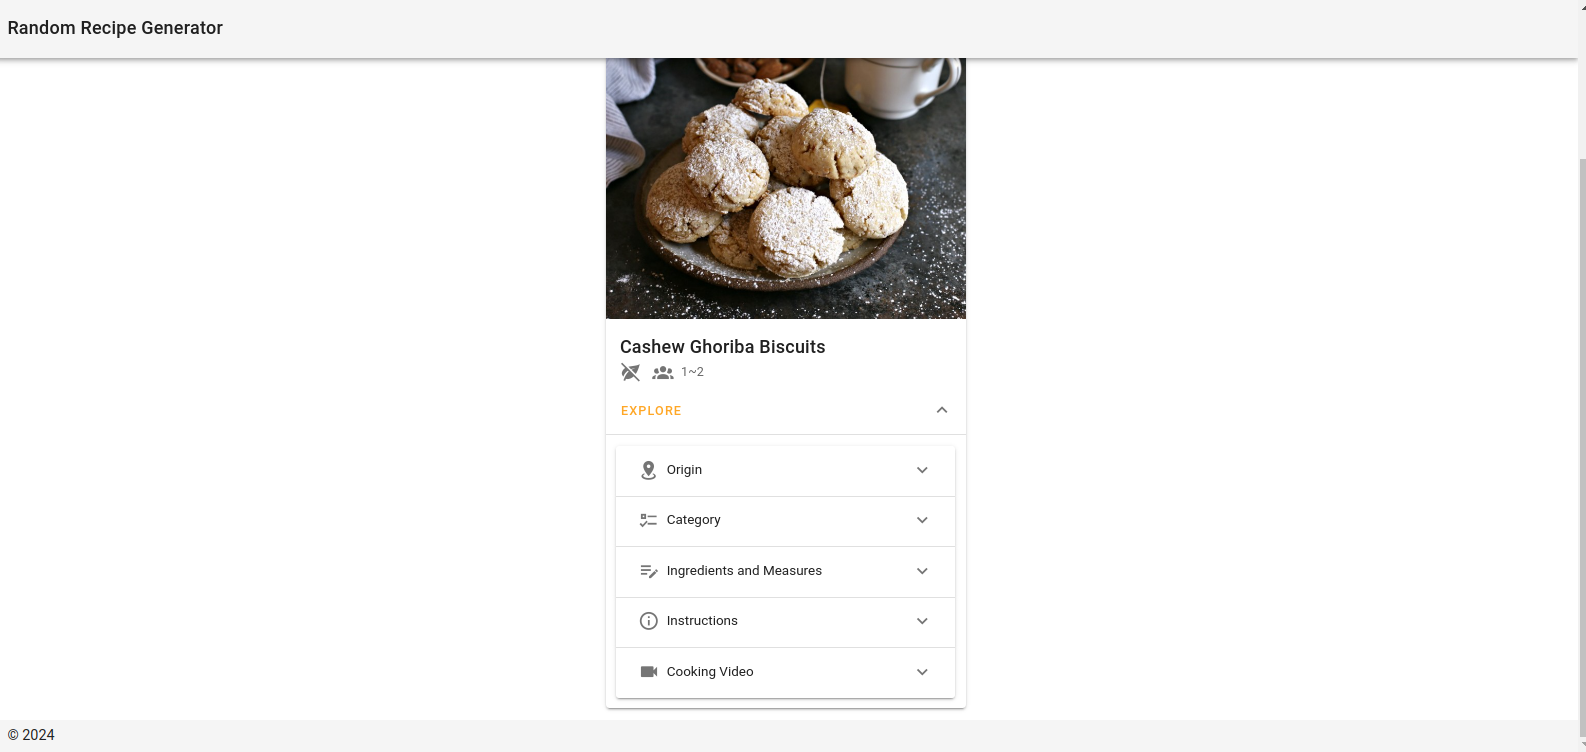 Random Recipe Generator
Cashew Ghoriba Biscuits
1~2
EXPLORE
Origin
Category
Ingredients and Measures
Instructions
Cooking Video
© 2024